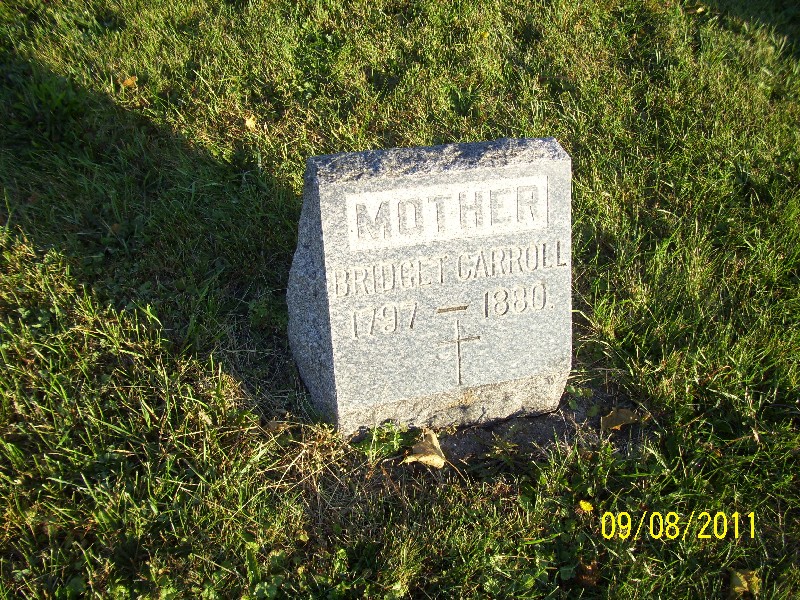 MOTHER
BRIDGET CARROLL
1797 — 1880.
09/08/2011